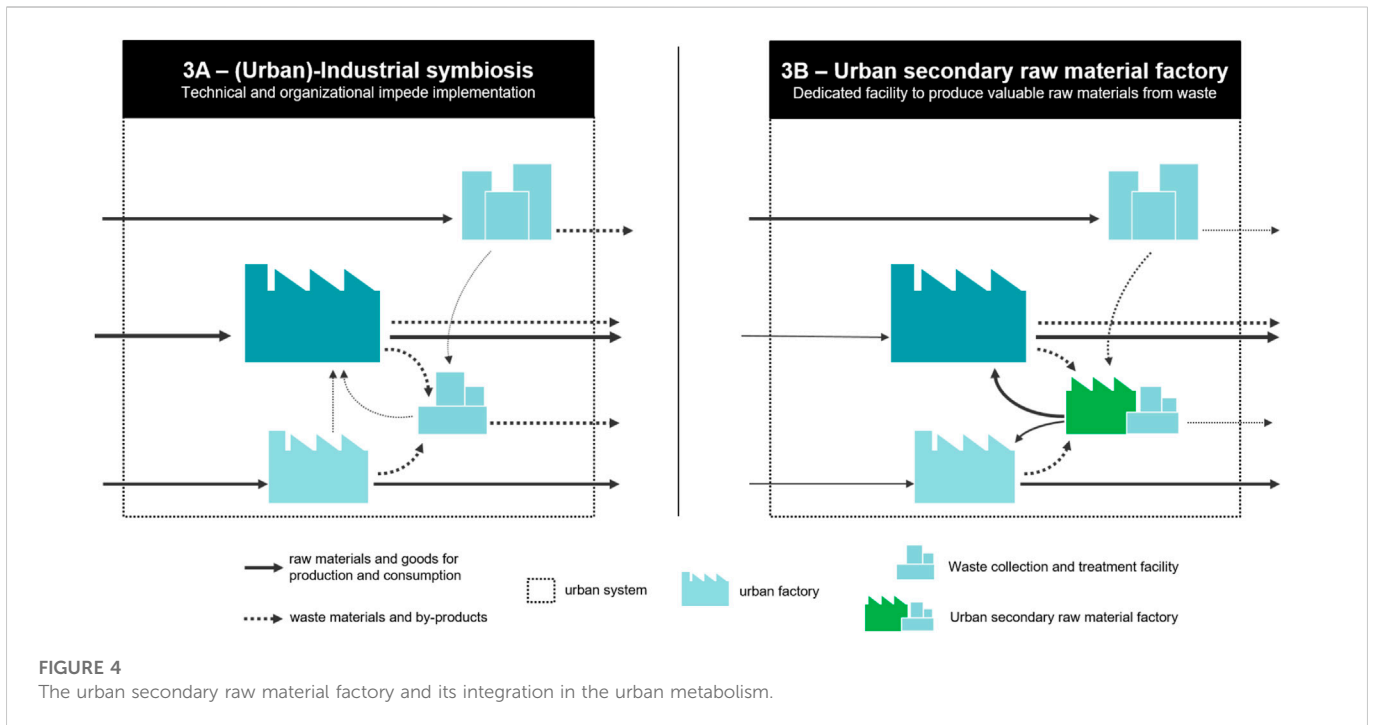 3A – (Urban)-Industrial symbiosis
Technical and organizational impede implementation
3B – Urban secondary raw material factory
Dedicated facility to produce valuable raw materials from waste
raw materials and goods for
production and consumption
waste materials and by-products
urban system
urban factory
Waste collection and treatment facility
Urban secondary raw material factory
FIGURE 4
The urban secondary raw material factory and its integration in the urban metabolism.